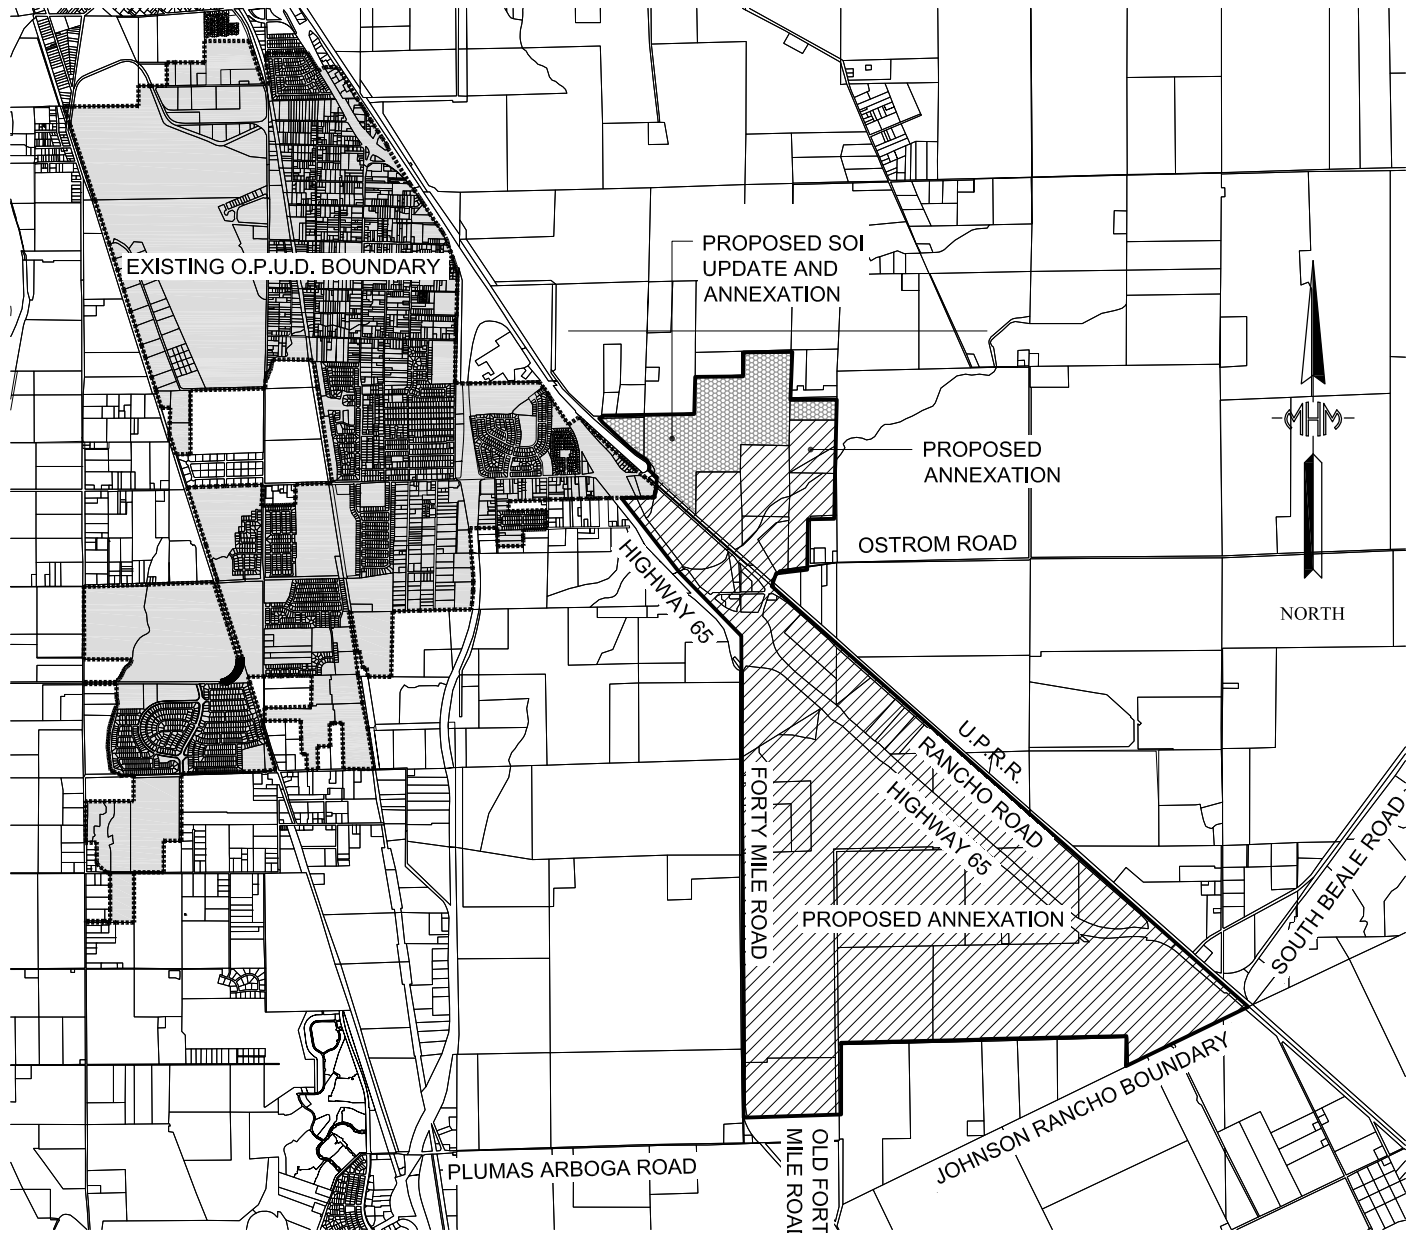 EXISTING O.P.U.D. BOUNDARY
PROPOSED SOI
UPDATE AND
ANNEXATION
MHM
PROPOSED
ANNEXATION
OSTROM ROAD
HIGHWAY 65
NORTH
U.P.R.R.
RANCHO ROAD
HIGHWAY 65
FORTY MILE ROAD
SOUTH BEALE ROAD
PROPOSED ANNEXATION
JOHNSON RANCHO BOUNDARY
PLUMAS ARBOGA ROAD
OLD FORT
MILE ROAD